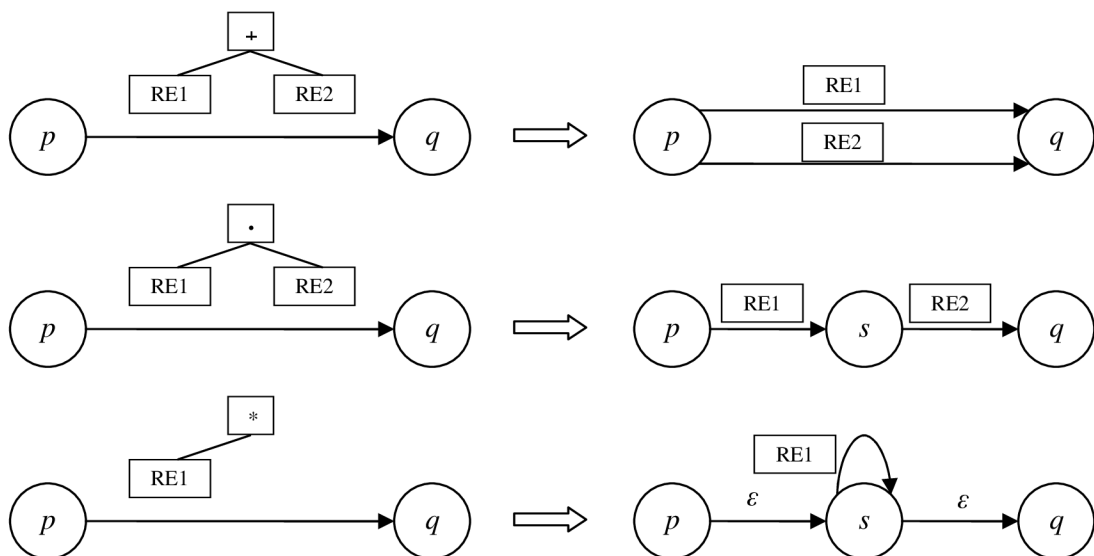 +
RE1 RE2
RE1
p q p q
RE2
.
RE1 RE2
RE1 RE2
p q p s q
*
RE1
RE1
ε ε
p q p s q